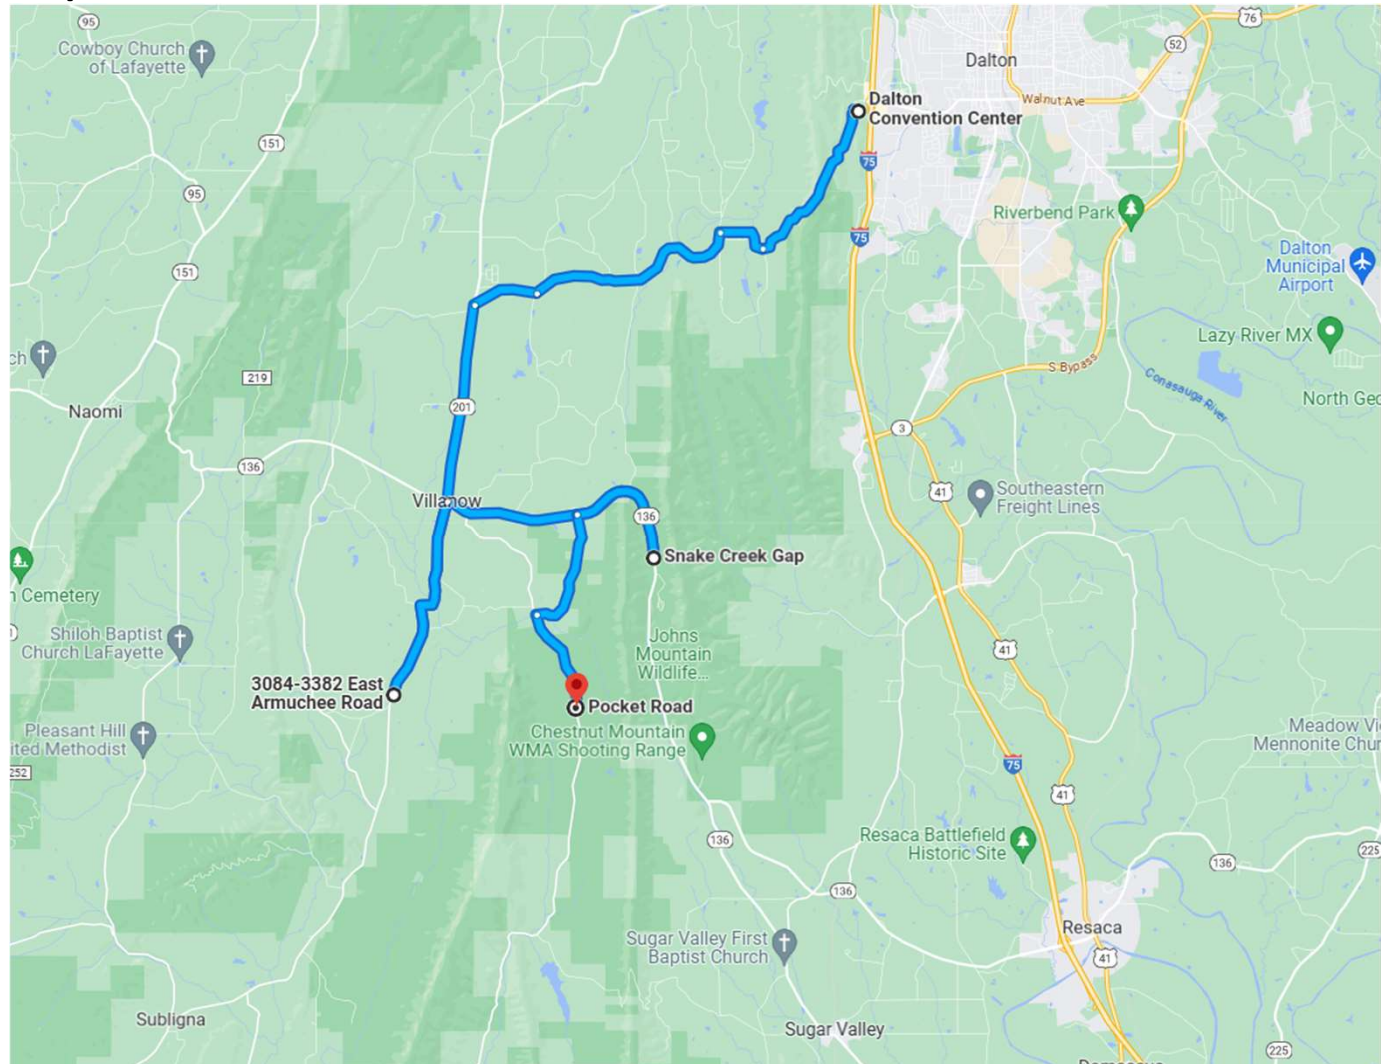 95
Cowboy Church
of Lafayette
76
52
Dalton
Dalton
Convention Center
Walnut Ave
151
75
95
Riverbend Park
75
Dalton
Municipal
Airport
151
Lazy River MX
ch
S Bypass
219
Conasauga River
North Geo
201
Naomi
3
136
41
Southeastern
Freight Lines
Villanow
136
Snake Creek Gap
n Cemetery
Shiloh Baptist
Church LaFayette
Johns
Mountain
Wildlife...
41
3084-3382 East
Armuchee Road
Pocket Road
Pleasant Hill
ited Methodist
Chestnut Mountain
WMA Shooting Range
Meadow Vi
Mennonite Chur
252
75
41
136
Resaca Battlefield
Historic Site
136
225
136
Resaca
Sugar Valley First
Baptist Church
41
Subligna
Sugar Valley
225